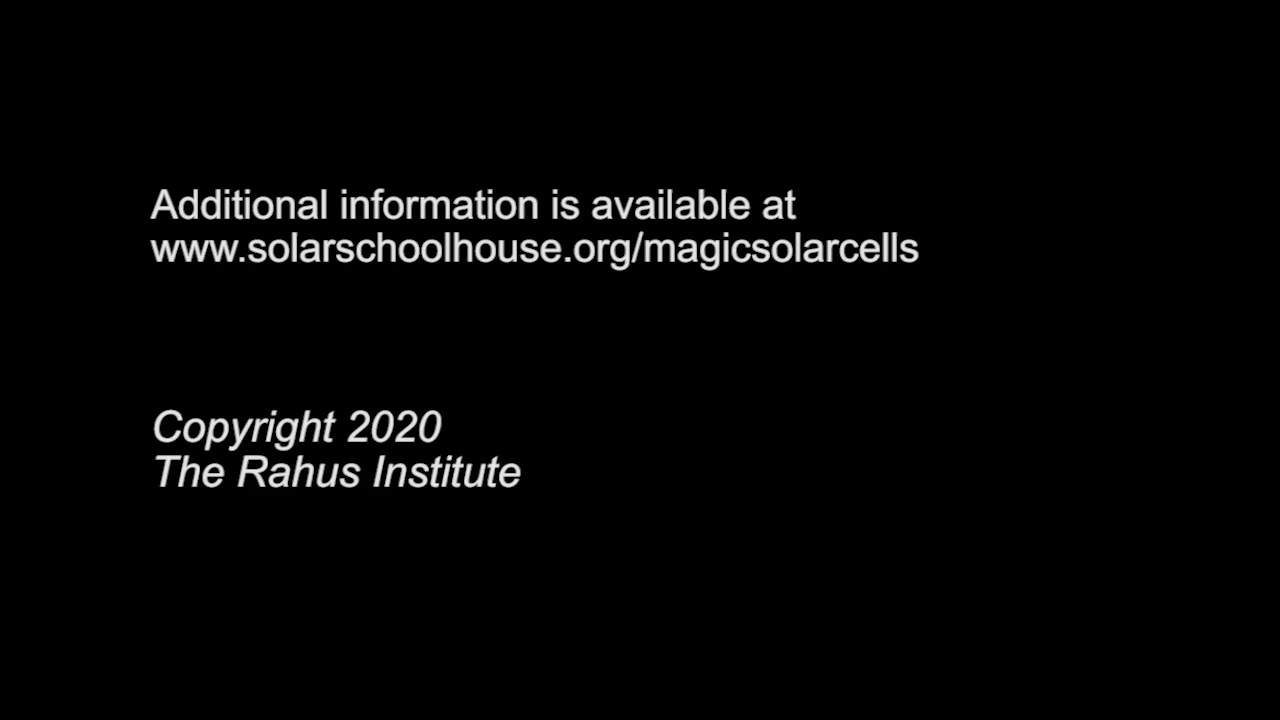 Additional information is available at
www.solarschoolhouse.org/magicsolarcells
Copyright 2020
The Rahus Institute